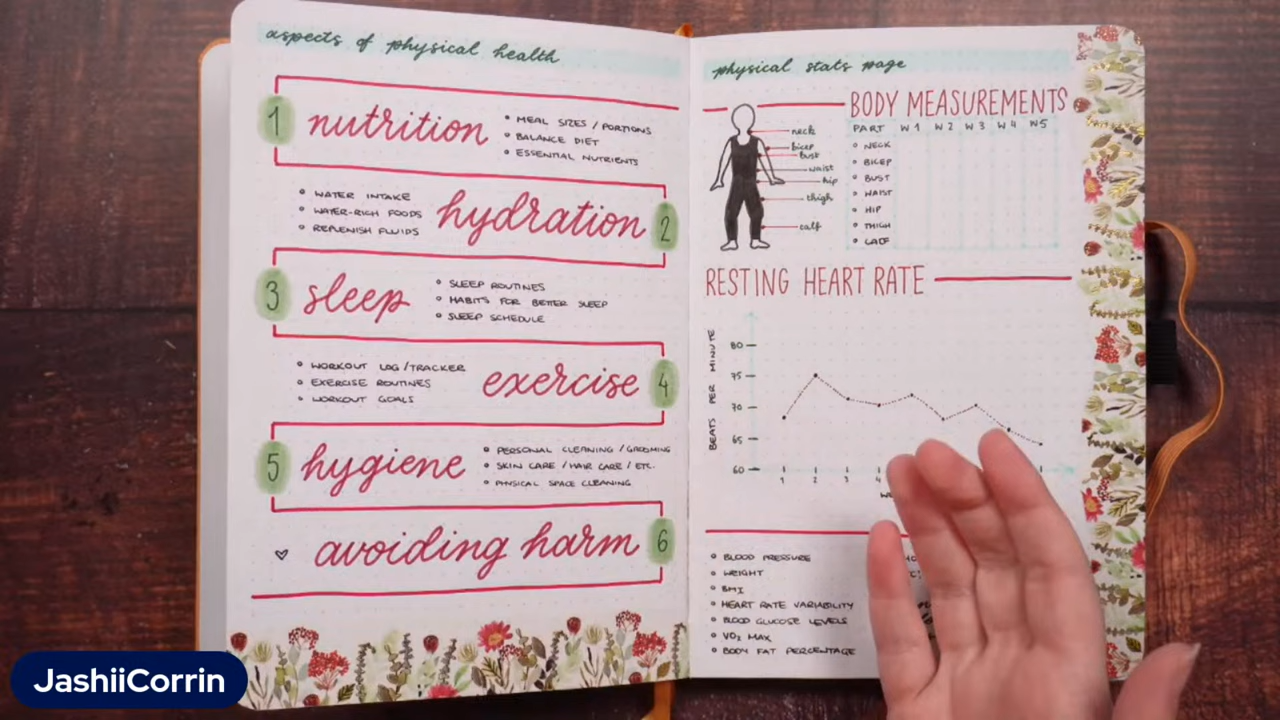 aspects of physical health
1 nutrition
MEAL SIZES / PORTIONS
BALANCE DIET
ESSENTIAL NUTRIENTS
WATER INTAKE
WATER-RICH FOODS
REPLENISH FLUIDS
hydration 2
3 sleep
SLEEP ROUTINES
HABITS FOR BETTER SLEEP
SLEEP SCHEDULE
WORKOUT LOG / TRACKER
EXERCISE ROUTINES
WORKOUT GOALS
exercise 4
5 hygiene
PERSONAL CLEANING / GROOMING
SKIN CARE / HAIR CARE / ETC.
PHYSICAL SPACE CLEANING
avoiding harm 6
physical stats page
neck
bicep
bust
waist
hip
thigh
calf
BODY MEASUREMENTS
PART W1 W2 W3 W4 W5
NECK
BICEP
BUST
WAIST
HIP
THIGH
CALF
RESTING HEART RATE
BEATS PER MINUTE
80
75
70
65
60
1 2 3 4
BLOOD PRESSURE
WEIGHT
BMI
HEART RATE VARIABILITY
BLOOD GLUCOSE LEVELS
VO₂ MAX
BODY FAT PERCENTAGE
JashiiCorrin